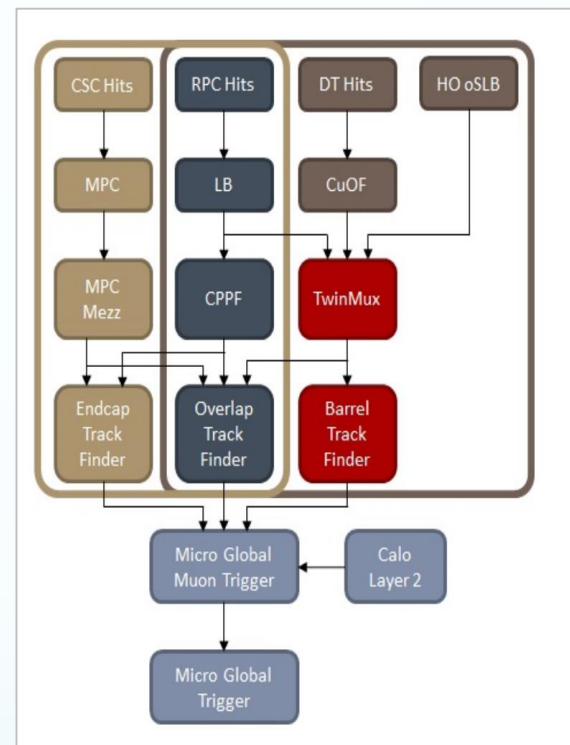 CSC Hits
RPC Hits
DT Hits
HO oSLB
MPC
LB
CuOF
MPC
Mezz
CPPF
TwinMux
Endcap
Track
Finder
Overlap
Track
Finder
Barrel
Track
Finder
Micro Global
Muon Trigger
Calo
Layer 2
Micro Global
Trigger